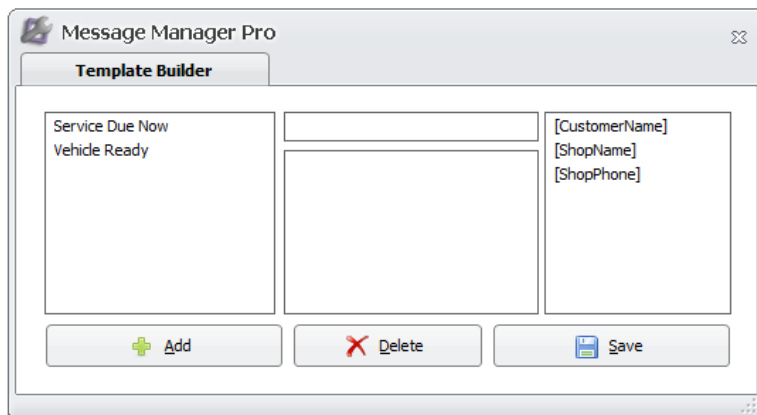 Message Manager Pro
Template Builder
Service Due Now
Vehicle Ready
[CustomerName]
[ShopName]
[ShopPhone]
Add
Delete
Save